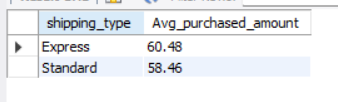 shipping_type Avg_purchased_amount
Express 60.48
Standard 58.46